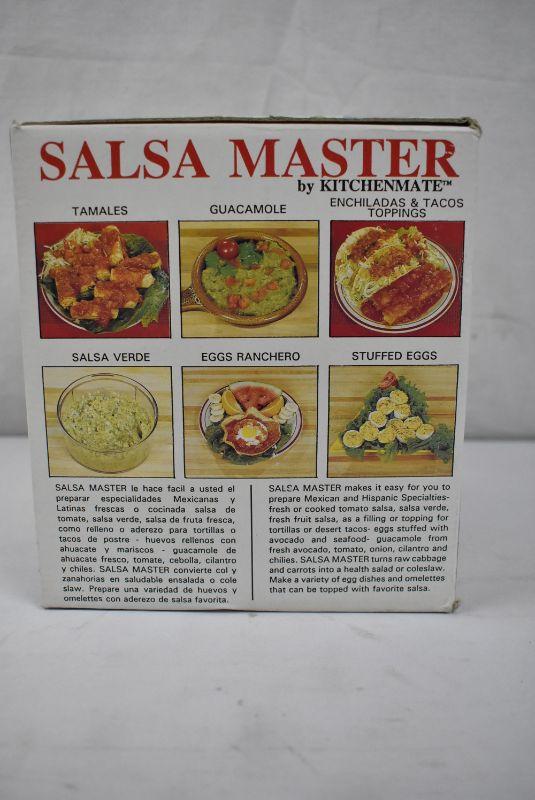 SALSA MASTER
by KITCHENMATE™
TAMALES
GUACAMOLE
ENCHILADAS & TACOS
TOPPINGS
SALSA VERDE
EGGS RANCHERO
STUFFED EGGS
SALSA MASTER le hace facil a usted el
preparar especialidades Mexicanas y
Latinas frescas o cocinada salsa de
tomate, salsa verde, salsa de fruta fresca,
como relleno o aderezo para tortillas o
tacos de postre - huevos rellenos con
ahuacate y mariscos - guacamole de
ahuacate fresco, tomate, cebolla, cilantro
y chiles. SALSA MASTER convierte col y
zanahorias en saludable ensalada o cole
slaw. Prepare una variedad de huevos y
omelettes con aderezo de salsa favorita.
SALSA MASTER makes it easy for you to
prepare Mexican and Hispanic Specialties-
fresh or cooked tomato salsa, salsa verde,
fresh fruit salsa, as a filling or topping for
tortillas or desert tacos- eggs stuffed with
avocado and seafood- guacamole from
fresh avocado, tomato, onion, cilantro and
chilies. SALSA MASTER turns raw cabbage
and carrots into a health salad or coleslaw.
Make a variety of egg dishes and omelettes
that can be topped with favorite salsa.